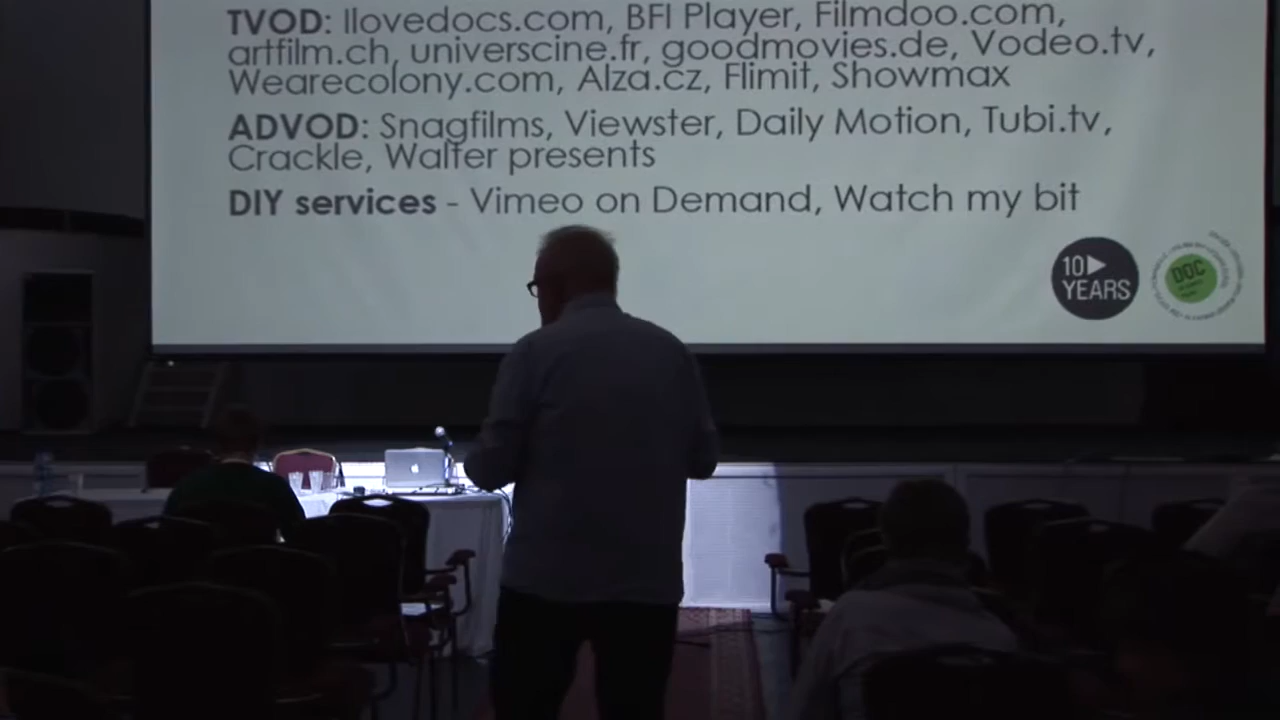 TVOD: Ilovedocs.com, BFI Player, Filmdoo.com,
artfilm.ch, universcine.fr, goodmovies.de, Vodeo.tv,
Wearecolony.com, Alza.cz, Flimit, Showmax
ADVOD: Snagfilms, Viewster, Daily Motion, Tubi.tv,
Crackle, Walter presents
DIY services - Vimeo on Demand, Watch my bit
10
YEARS
DOC